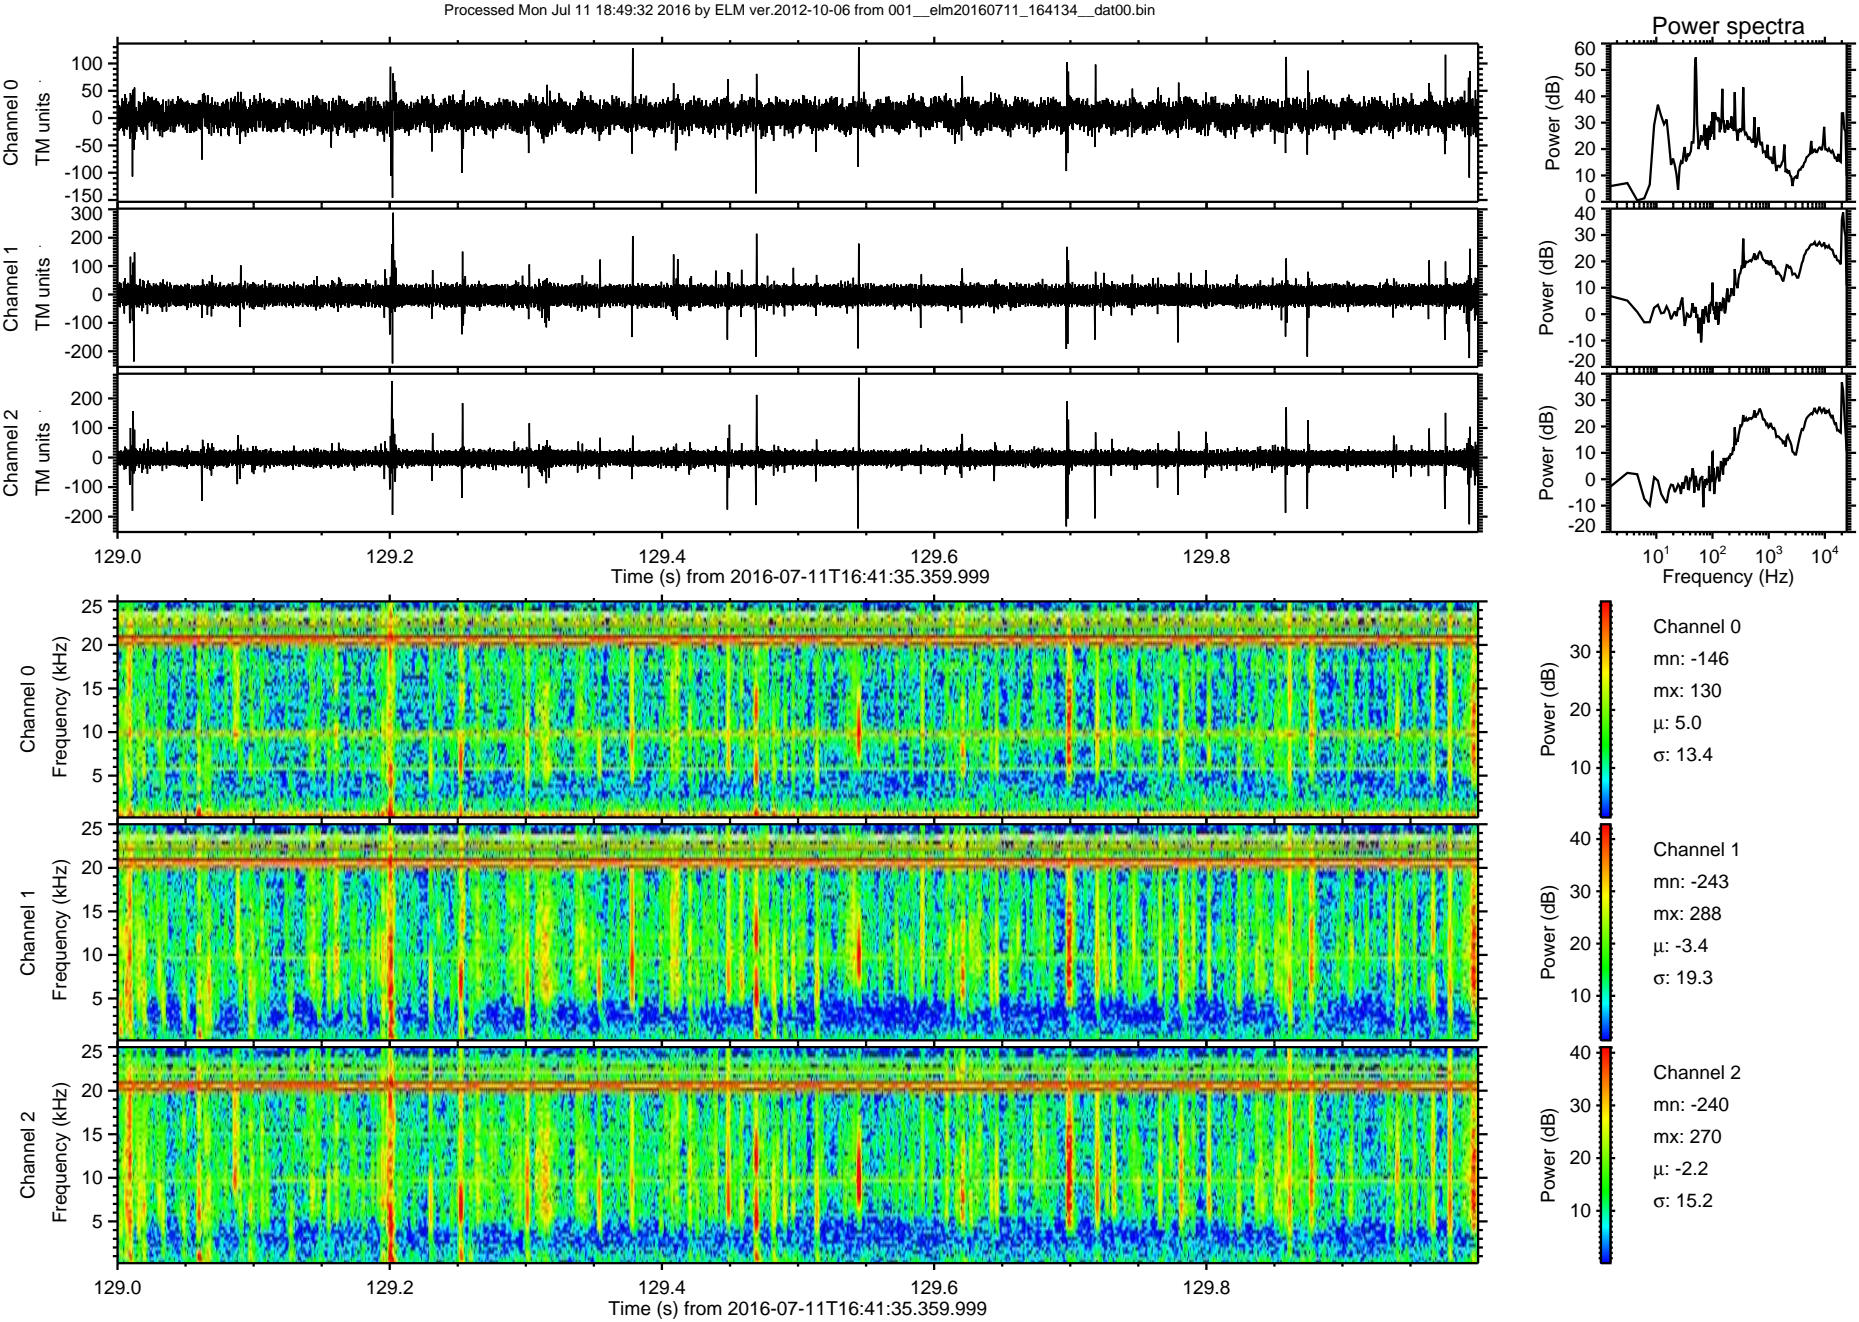 Processed Mon Jul 11 18:49:32 2016 by ELM ver.2012-10-06 from 001__elm20160711_164134__dat00.bin
Power spectra
Channel 0
TM units
100
50
0
-50
-100
-150
Power (dB)
60
50
40
30
20
10
0
Channel 1
TM units
300
200
100
0
-100
-200
Power (dB)
40
30
20
10
0
-10
-20
Channel 2
TM units
200
100
0
-100
-200
Power (dB)
40
30
20
10
0
-10
-20
129.0 129.2 129.4 129.6 129.8
Time (s) from 2016-07-11T16:41:35.359.999
10¹ 10² 10³ 10⁴
Frequency (Hz)
Channel 0
Frequency (kHz)
25
20
15
10
5
Power (dB)
30
20
10
Channel 0
mn: -146
mx: 130
μ: 5.0
σ: 13.4
Channel 1
Frequency (kHz)
25
20
15
10
5
Power (dB)
40
30
20
10
Channel 1
mn: -243
mx: 288
μ: -3.4
σ: 19.3
Channel 2
Frequency (kHz)
25
20
15
10
5
Power (dB)
40
30
20
10
Channel 2
mn: -240
mx: 270
μ: -2.2
σ: 15.2
129.0 129.2 129.4 129.6 129.8
Time (s) from 2016-07-11T16:41:35.359.999